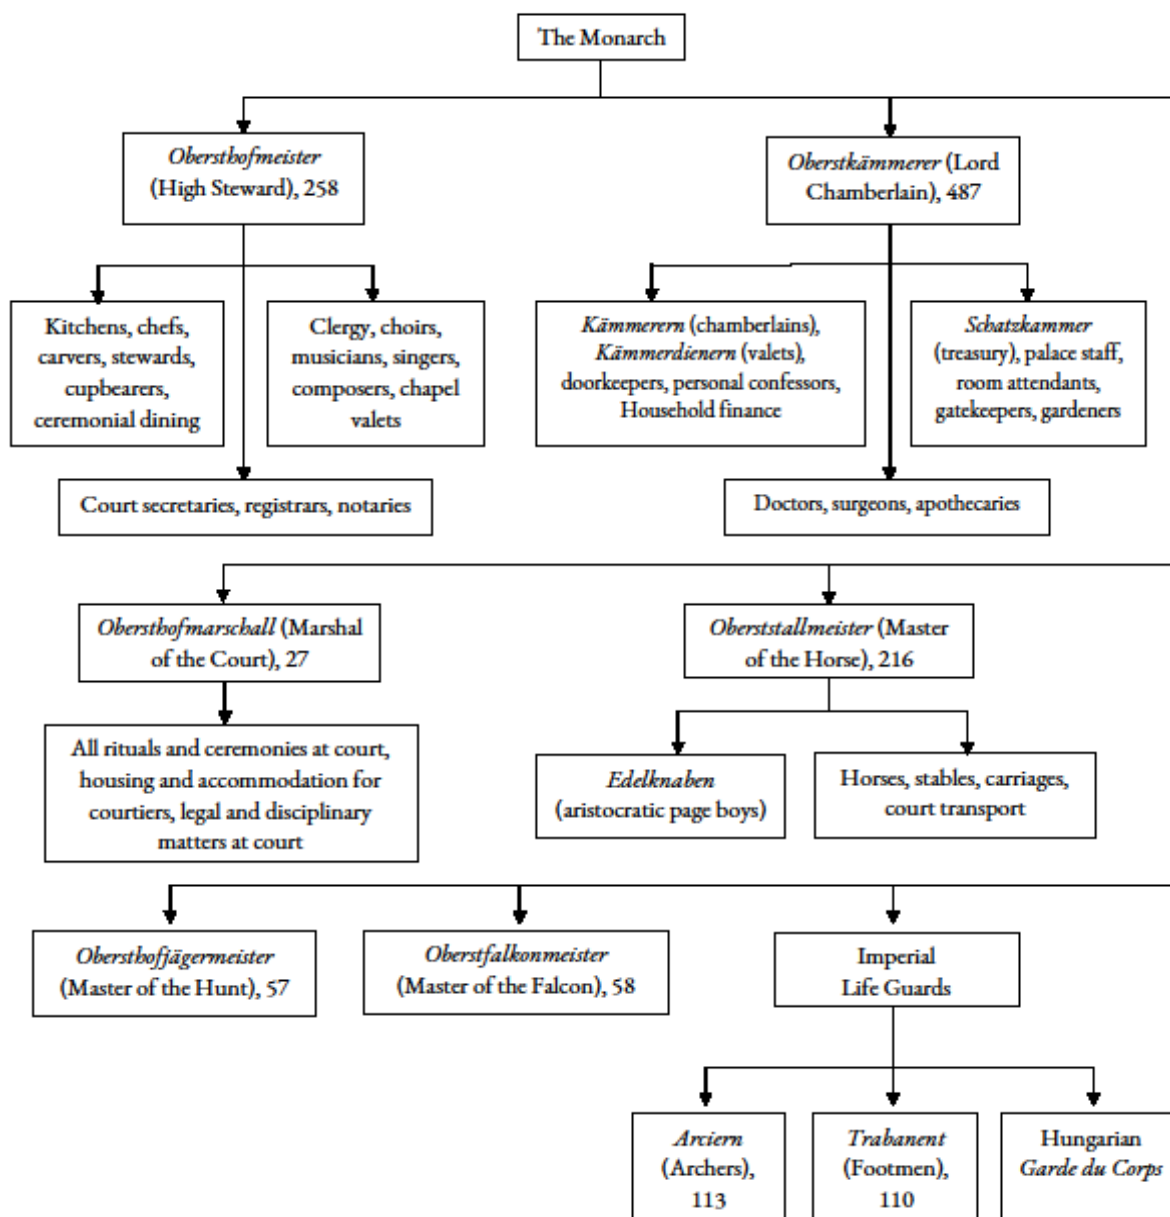 The Monarch
Obersthofmeister
(High Steward), 258
Oberstkämmerer (Lord
Chamberlain), 487
Kitchens, chefs,
carvers, stewards,
cupbearers,
ceremonial dining
Clergy, choirs,
musicians, singers,
composers, chapel
valets
Kämmerern (chamberlains),
Kämmerdienern (valets),
doorkeepers, personal confessors,
Household finance
Schatzkammer
(treasury), palace staff,
room attendants,
gatekeepers, gardeners
Court secretaries, registrars, notaries
Doctors, surgeons, apothecaries
Obersthofmarschall (Marshal
of the Court), 27
Oberststallmeister (Master
of the Horse), 216
All rituals and ceremonies at court,
housing and accommodation for
courtiers, legal and disciplinary
matters at court
Edelknaben
(aristocratic page boys)
Horses, stables, carriages,
court transport
Obersthofjägermeister
(Master of the Hunt), 57
Oberstfalkonmeister
(Master of the Falcon), 58
Imperial
Life Guards
Arciern
(Archers),
113
Trabanent
(Footmen),
110
Hungarian
Garde du Corps